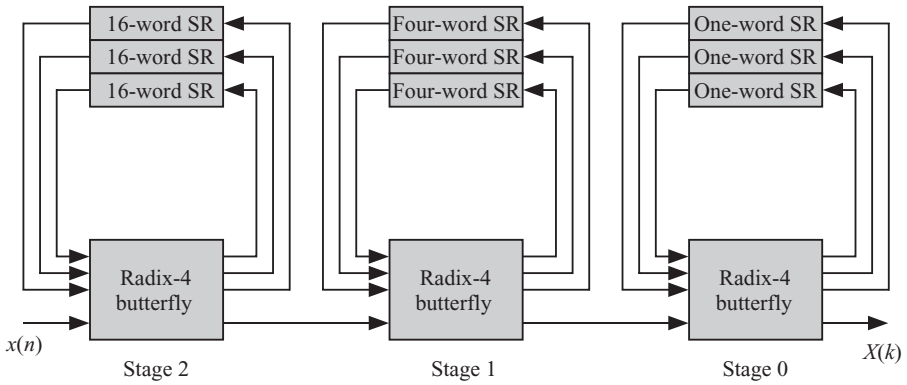 16-word SR
16-word SR
16-word SR
Four-word SR
Four-word SR
Four-word SR
One-word SR
One-word SR
One-word SR
Radix-4
butterfly
Radix-4
butterfly
Radix-4
butterfly
x(n)
X(k)
Stage 2
Stage 1
Stage 0